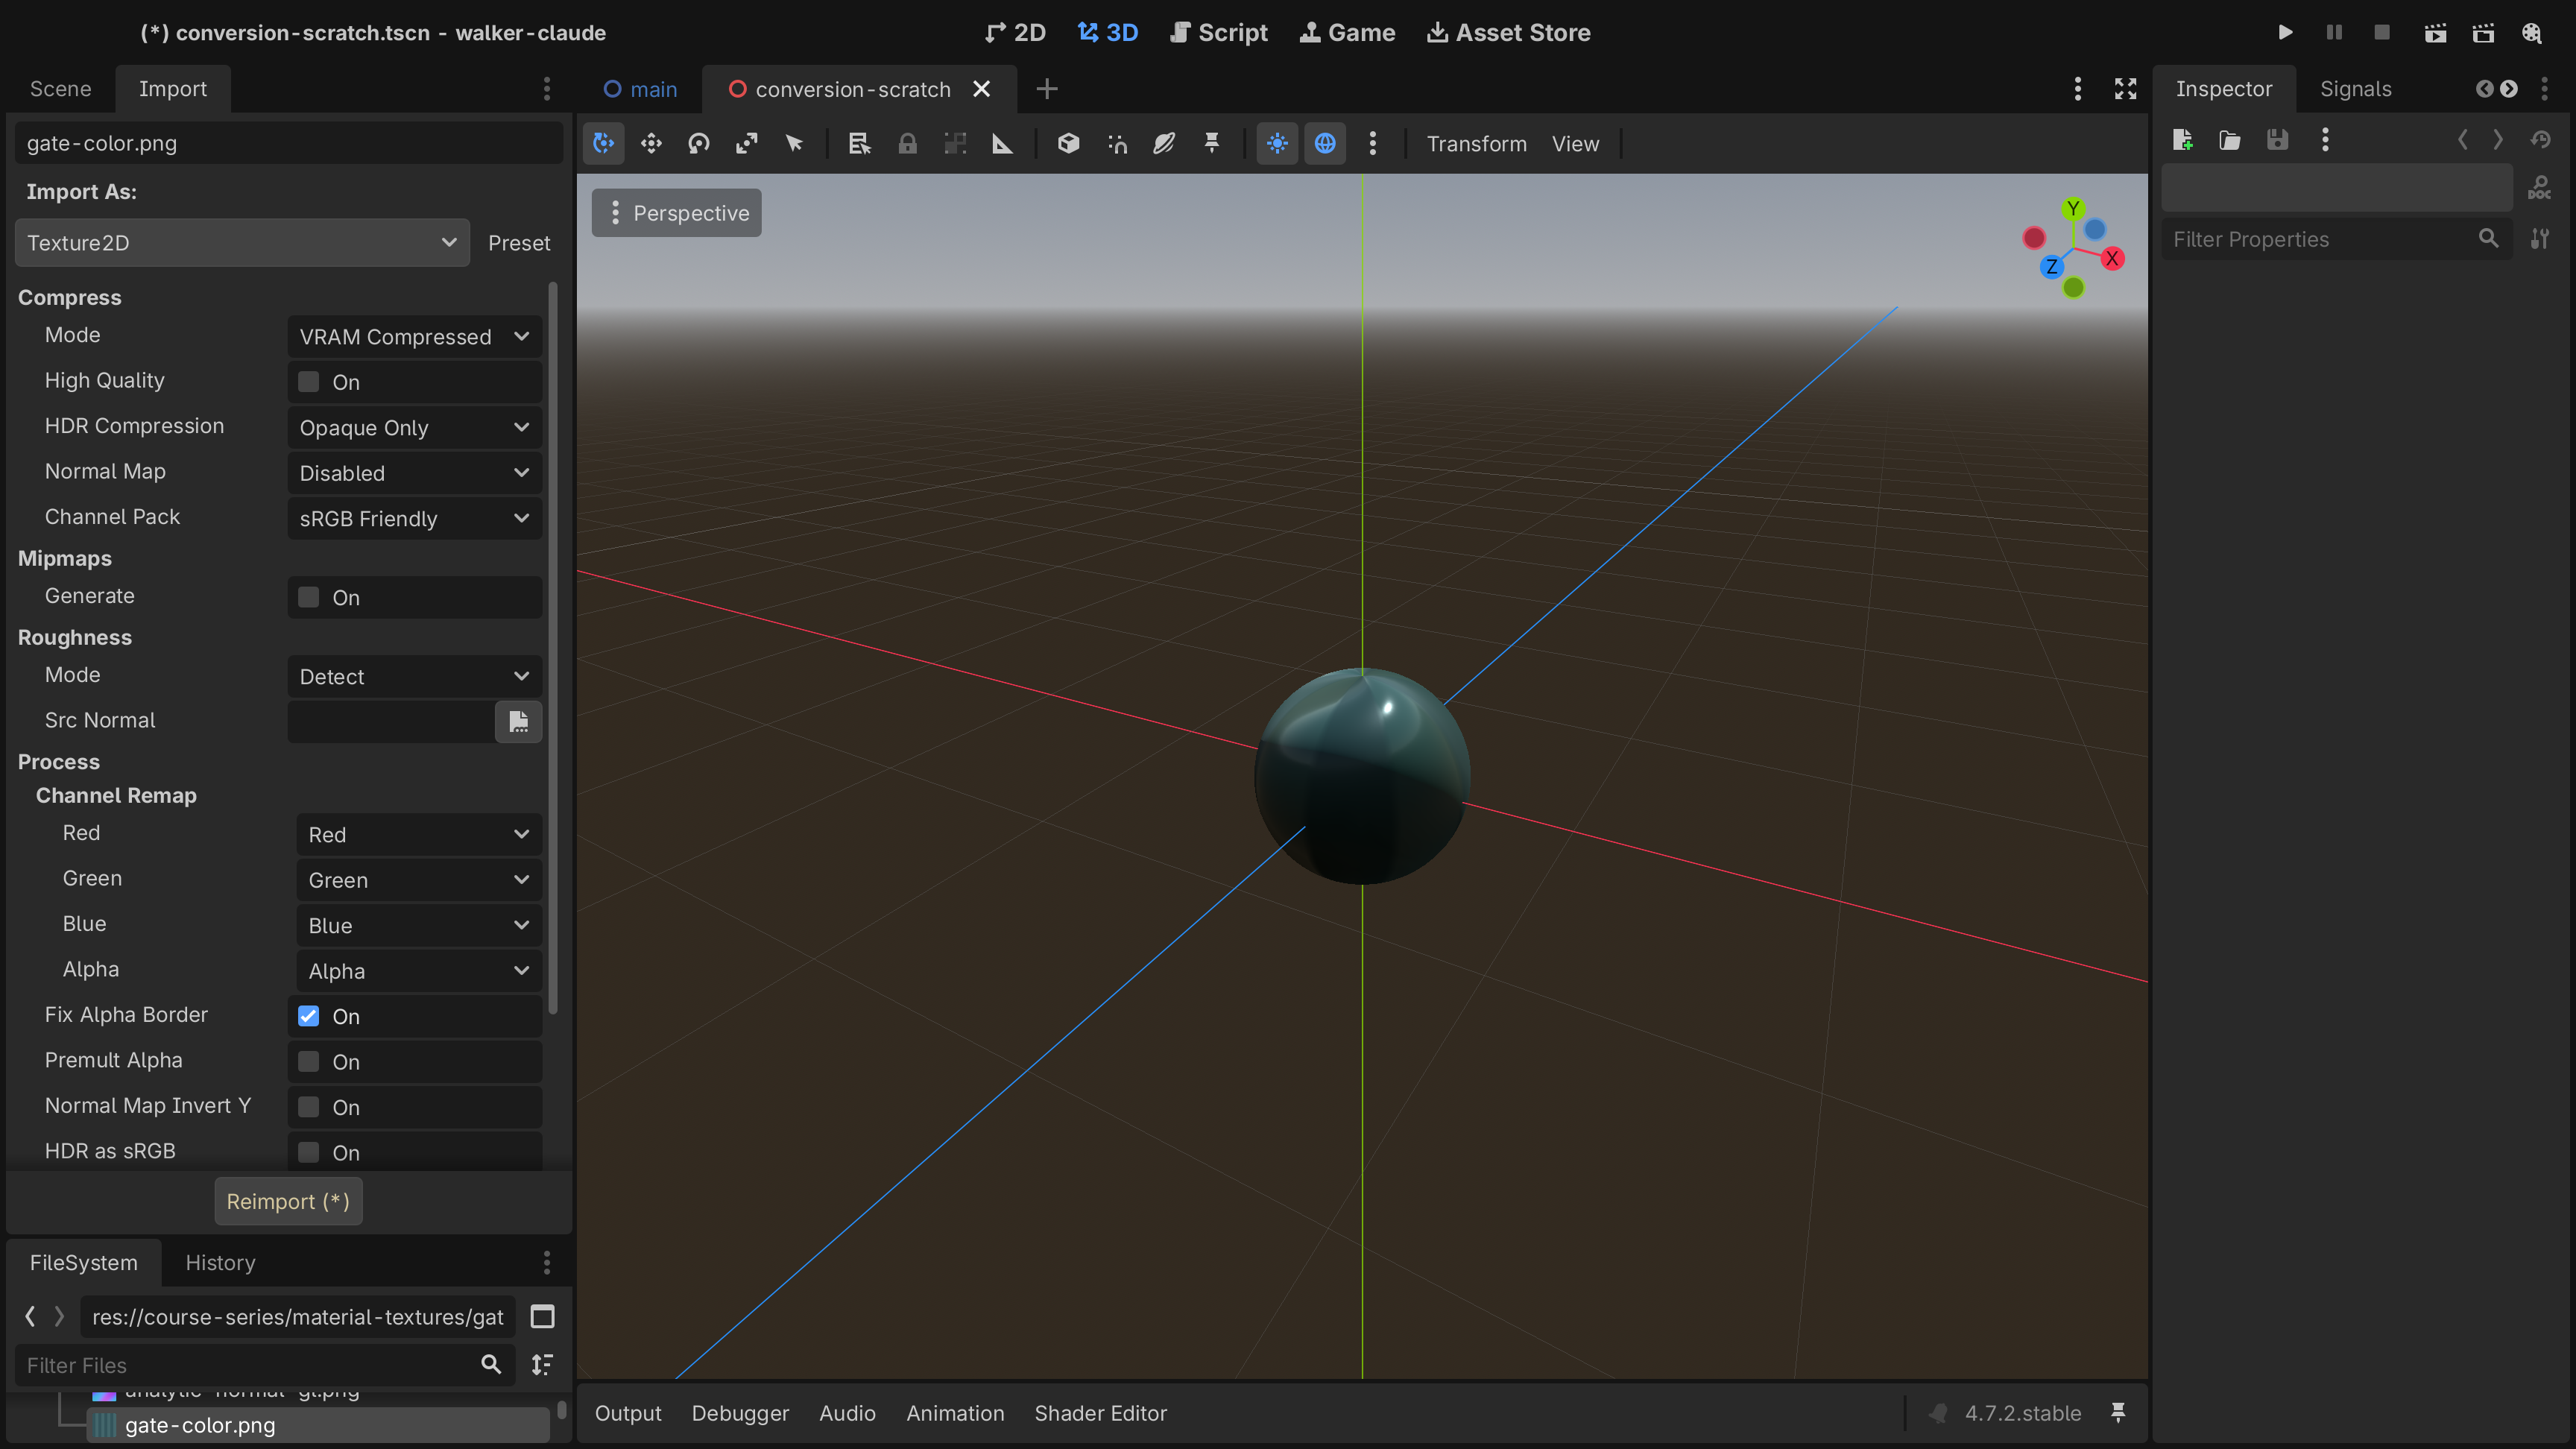 (*) conversion-scratch.tscn - walker-claude
2D
3D
Script
Game
Asset Store
Scene
Import
main
conversion-scratch
Inspector
Signals
gate-color.png
Transform
View
Import As:
Texture2D
Preset
Perspective
Y
X
Z
DOC
Filter Properties
Compress
Mode
VRAM Compressed
High Quality
On
HDR Compression
Opaque Only
Normal Map
Disabled
Channel Pack
sRGB Friendly
Mipmaps
Generate
On
Roughness
Mode
Detect
Src Normal
Process
Channel Remap
Red
Red
Green
Green
Blue
Blue
Alpha
Alpha
Fix Alpha Border
On
Premult Alpha
On
Normal Map Invert Y
On
HDR as sRGB
On
Reimport (*)
FileSystem
History
res://course-series/material-textures/gat
Filter Files
analytic-normal-gl.png
gate-color.png
Output
Debugger
Audio
Animation
Shader Editor
4.7.2.stable